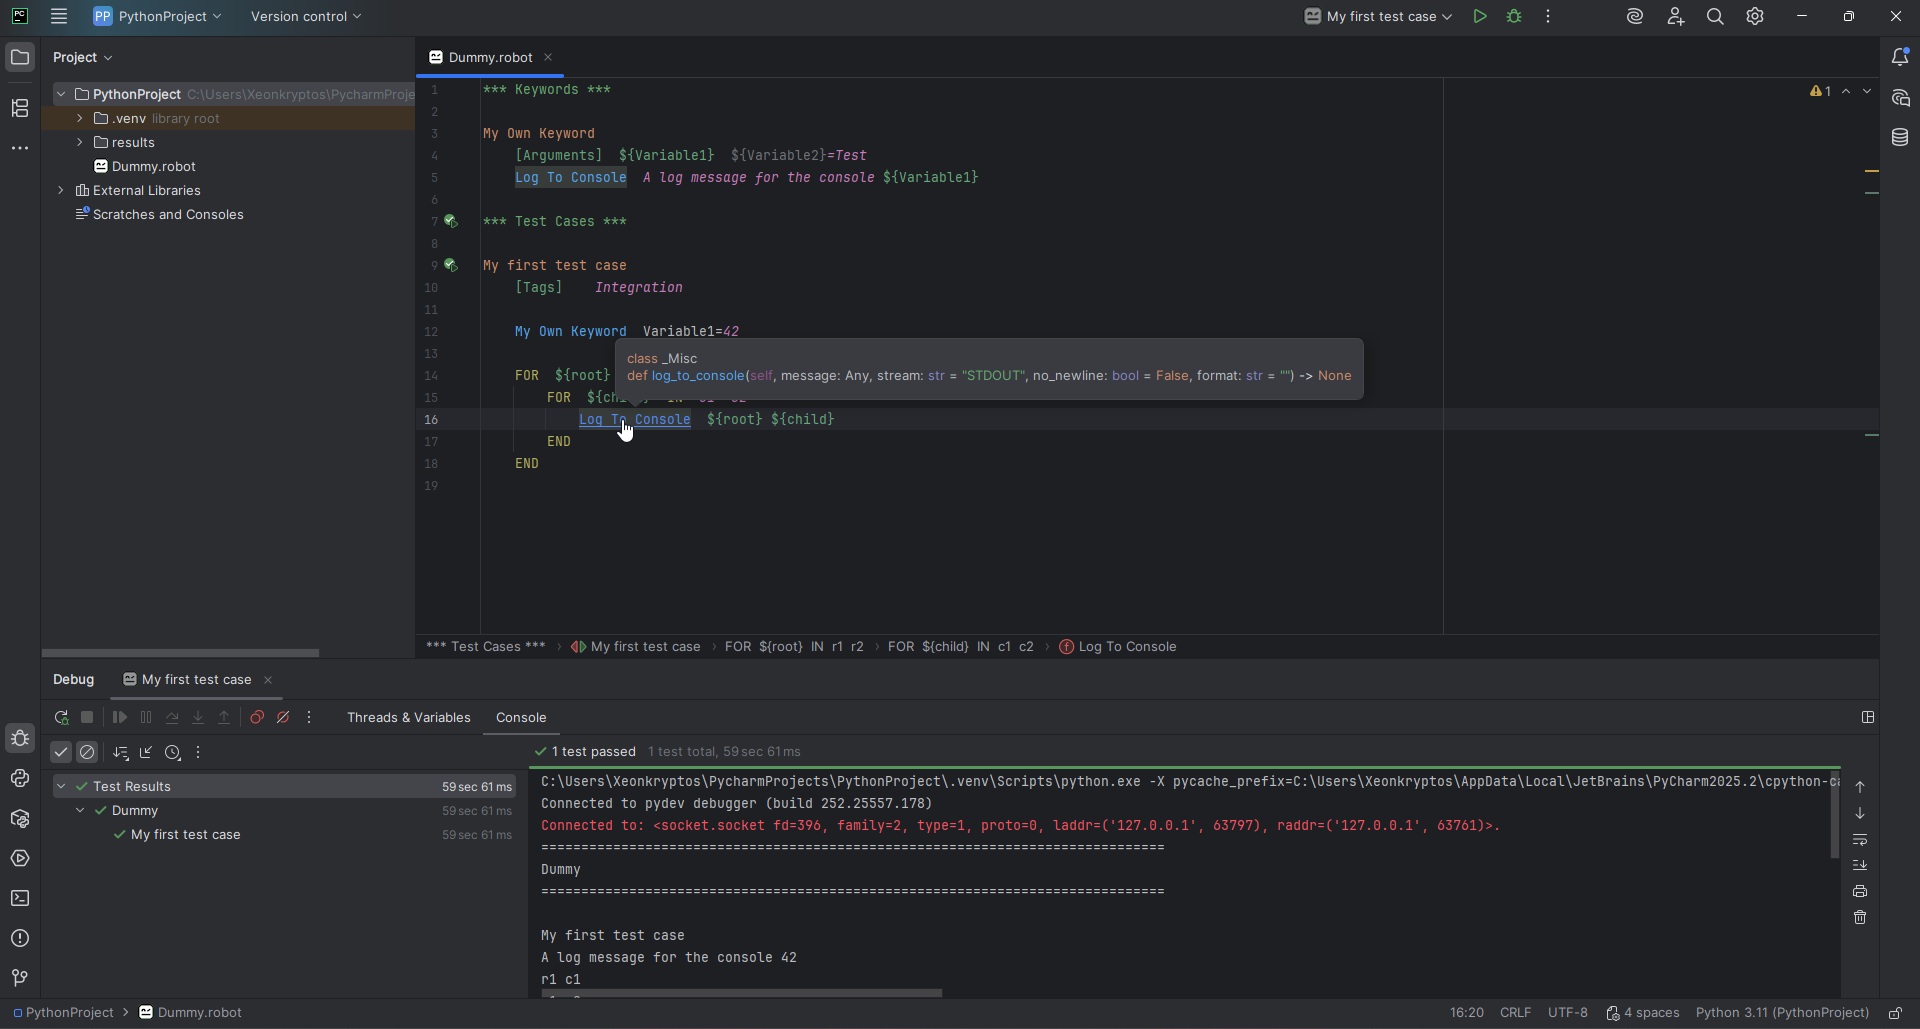 PC
PP PythonProject
Version control
My first test case
Project
PythonProject C:\Users\Xeonkryptos\PycharmProje
.venv library root
results
Dummy.robot
External Libraries
Scratches and Consoles
Dummy.robot
1 *** Keywords ***
1
2
3 My Own Keyword
4 [Arguments] ${Variable1} ${Variable2}=Test
5 Log To Console A log message for the console ${Variable1}
6
7 *** Test Cases ***
8
9 My first test case
10 [Tags] Integration
11
12 My Own Keyword Variable1=42
13
class _Misc
def log_to_console(self, message: Any, stream: str = "STDOUT", no_newline: bool = False, format: str = "") -> None
14 FOR ${root}
15 FOR
16 Log To Console ${root} ${child}
17 END
18 END
19
*** Test Cases *** My first test case FOR ${root} IN r1 r2 FOR ${child} IN c1 c2 f Log To Console
Debug
My first test case
Threads & Variables
Console
1 test passed 1 test total, 59 sec 61 ms
Test Results 59 sec 61 ms
Dummy 59 sec 61 ms
My first test case 59 sec 61 ms
C:\Users\Xeonkryptos\PycharmProjects\PythonProject\.venv\Scripts\python.exe -X pycache_prefix=C:\Users\Xeonkryptos\AppData\Local\JetBrains\PyCharm2025.2\cpython-ca
Connected to pydev debugger (build 252.25557.178)
Connected to: <socket.socket fd=396, family=2, type=1, proto=0, laddr=('127.0.0.1', 63797), raddr=('127.0.0.1', 63761)>.
==============================================================================
Dummy
==============================================================================
My first test case
A log message for the console 42
r1 c1
PythonProject
Dummy.robot
16:20
CRLF
UTF-8
4 spaces
Python 3.11 (PythonProject)